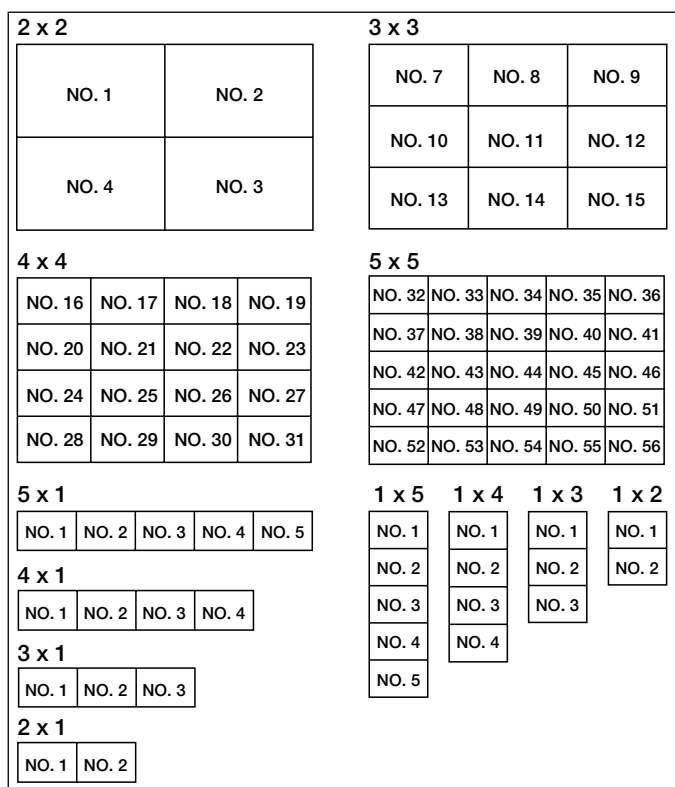 2 x 2
NO. 1 NO. 2
NO. 4 NO. 3
3 x 3
NO. 7 NO. 8 NO. 9
NO. 10 NO. 11 NO. 12
NO. 13 NO. 14 NO. 15
4 x 4
NO. 16 NO. 17 NO. 18 NO. 19
NO. 20 NO. 21 NO. 22 NO. 23
NO. 24 NO. 25 NO. 26 NO. 27
NO. 28 NO. 29 NO. 30 NO. 31
5 x 5
NO. 32 NO. 33 NO. 34 NO. 35 NO. 36
NO. 37 NO. 38 NO. 39 NO. 40 NO. 41
NO. 42 NO. 43 NO. 44 NO. 45 NO. 46
NO. 47 NO. 48 NO. 49 NO. 50 NO. 51
NO. 52 NO. 53 NO. 54 NO. 55 NO. 56
5 x 1
NO. 1 NO. 2 NO. 3 NO. 4 NO. 5
4 x 1
NO. 1 NO. 2 NO. 3 NO. 4
3 x 1
NO. 1 NO. 2 NO. 3
2 x 1
NO. 1 NO. 2
1 x 5
NO. 1
NO. 2
NO. 3
NO. 4
NO. 5
1 x 4
NO. 1
NO. 2
NO. 3
NO. 4
1 x 3
NO. 1
NO. 2
NO. 3
1 x 2
NO. 1
NO. 2